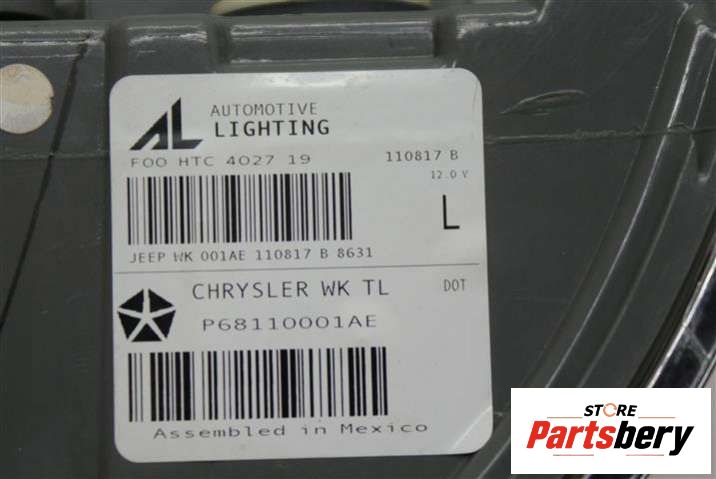 AL AUTOMOTIVE
LIGHTING
FOO HTC 4027 19 110817 B
12.0 V
L
JEEP WK 001AE 110817 B 8631
CHRYSLER WK TL DOT
P68110001AE
Assembled in Mexico
STORE
Partsbery